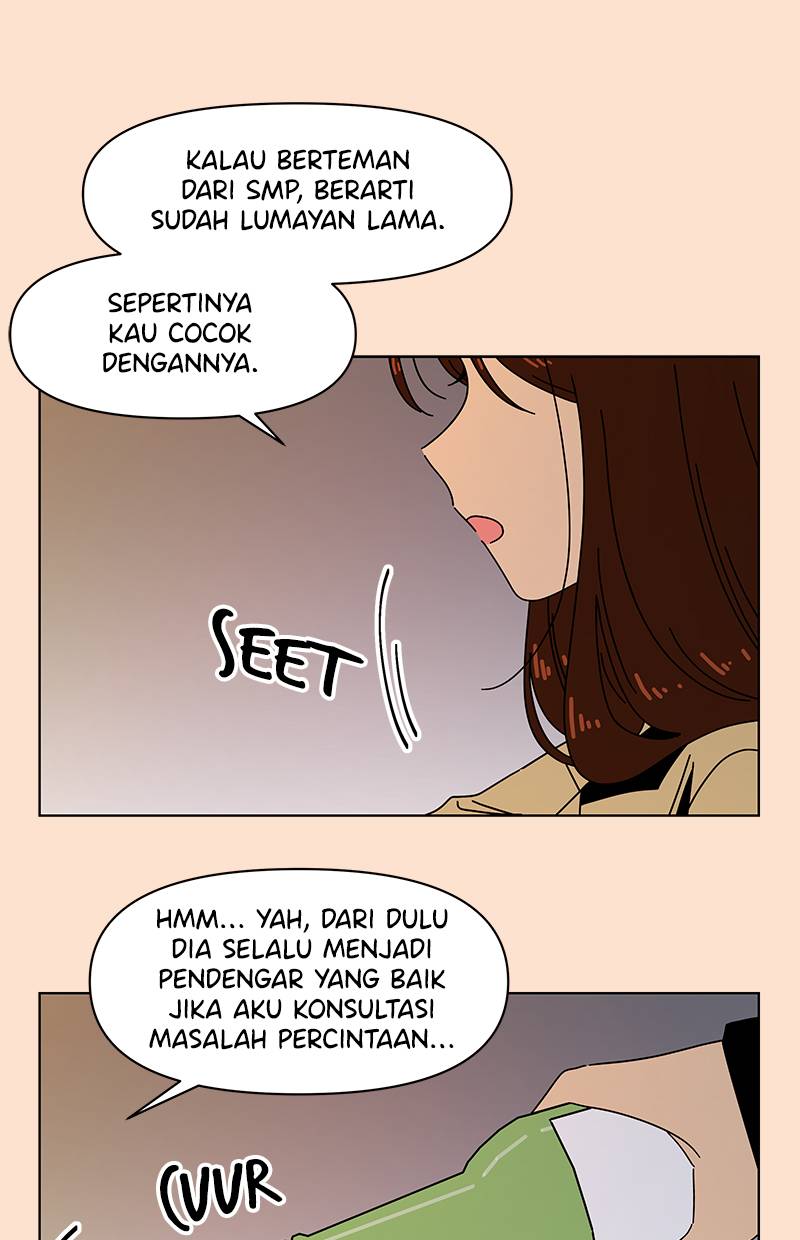 KALAU BERTEMAN
DARI SMP, BERARTI
SUDAH LUMAYAN LAMA.
SEPERTINYA
KAU COCOK
DENGANNYA.
SEET
HMM... YAH, DARI DULU
DIA SELALU MENJADI
PENDENGAR YANG BAIK
JIKA AKU KONSULTASI
MASALAH PERCINTAAN...
CUUR